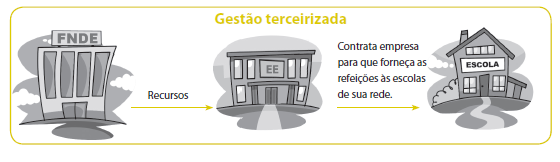 Gestão terceirizada
FNDE
Recursos
EE
Contrata empresa
para que forneça as
refeições às escolas
de sua rede.
ESCOLA